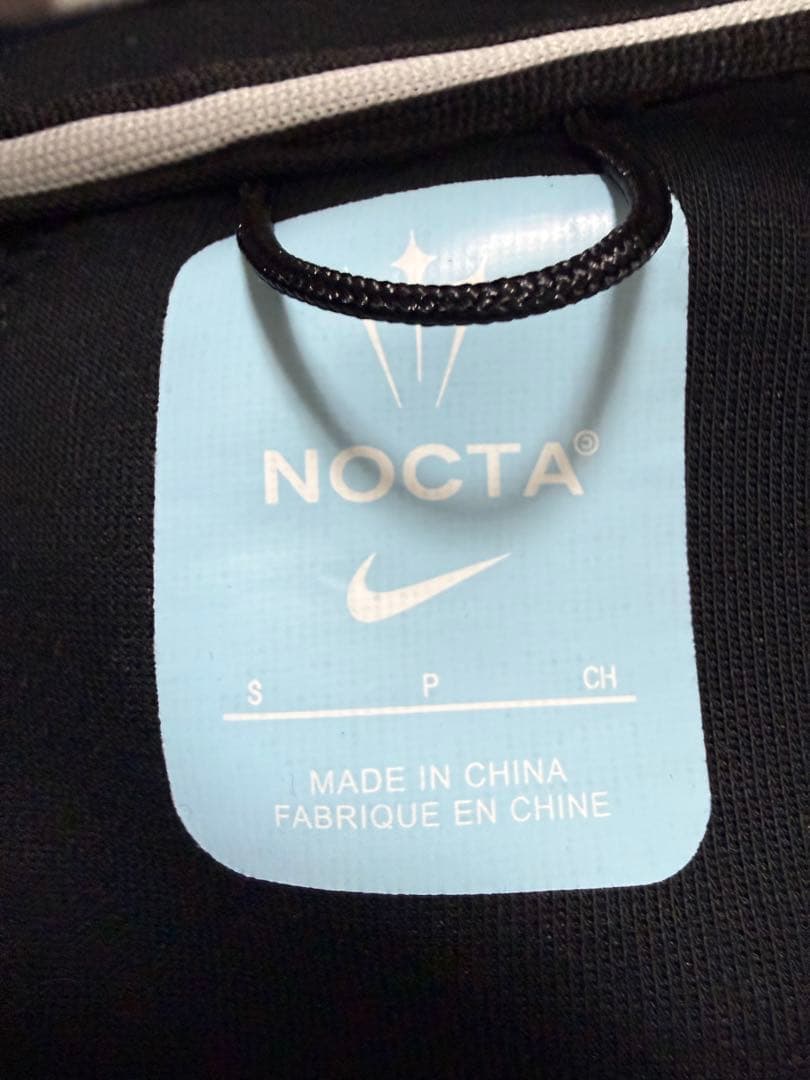 NOCTA©
S P CH
MADE IN CHINA
FABRIQUE EN CHINE